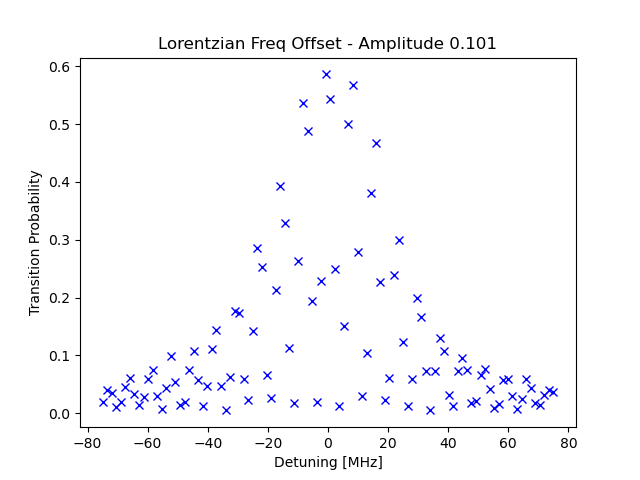 Lorentzian Freq Offset - Amplitude 0.101
0.6
0.5
0.4
0.3
0.2
0.1
0.0
Transition Probability
−80 −60 −40 −20 0 20 40 60 80
Detuning [MHz]